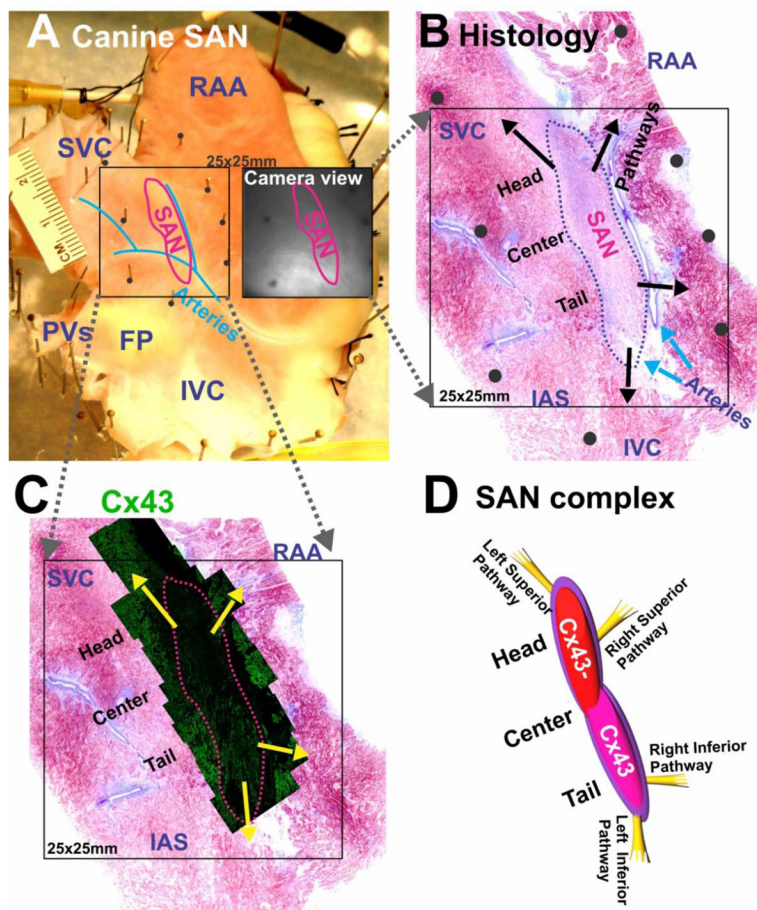 A Canine SAN
RAA
SVC
25x25mm
Camera view
SAN
SAN
CM 1 2
Arteries
PVs
FP
IVC
B Histology
RAA
SVC
Pathways
Head
SAN
Center
Tail
Arteries
IAS
25x25mm
IVC
C Cx43
RAA
SVC
Head
Center
Tail
IAS
25x25mm
D SAN complex
Left Superior
Pathway
Right Superior
Pathway
Head
Cx43-
Center
Cx43
Right Inferior
Pathway
Tail
Left Inferior
Pathway